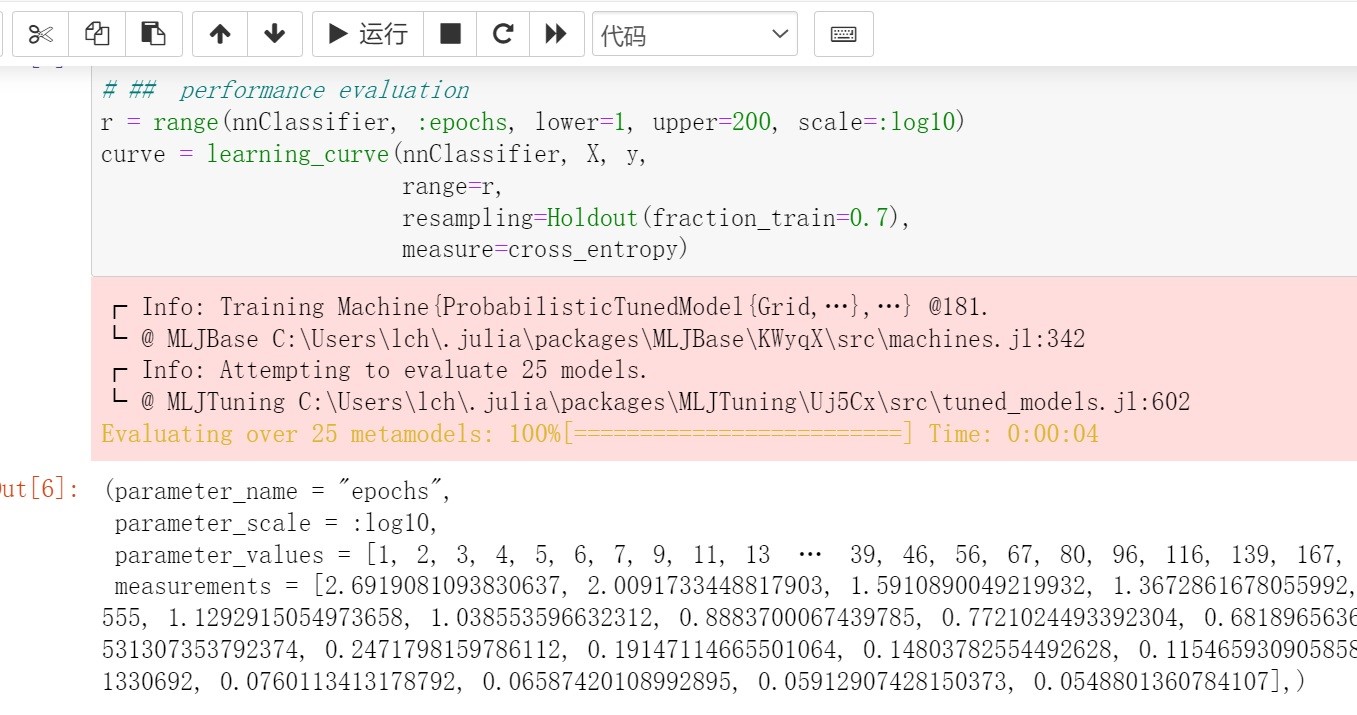 运行
代码
# ##  performance evaluation
r = range(nnClassifier, :epochs, lower=1, upper=200, scale=:log10)
curve = learning_curve(nnClassifier, X, y,
range=r,
resampling=Holdout(fraction_train=0.7),
measure=cross_entropy)
┌ Info: Training Machine{ProbabilisticTunedModel{Grid,…},…} @181.
└ @ MLJBase C:\Users\lch\.julia\packages\MLJBase\KWyqX\src\machines.jl:342
┌ Info: Attempting to evaluate 25 models.
└ @ MLJTuning C:\Users\lch\.julia\packages\MLJTuning\Uj5Cx\src\tuned_models.jl:602
Evaluating over 25 metamodels: 100%[=========================] Time: 0:00:04
ut[6]: (parameter_name = "epochs",
parameter_scale = :log10,
parameter_values = [1, 2, 3, 4, 5, 6, 7, 9, 11, 13  …  39, 46, 56, 67, 80, 96, 116, 139, 167,
measurements = [2.6919081093830637, 2.0091733448817903, 1.5910890049219932, 1.3672861678055992,
555, 1.1292915054973658, 1.038553596632312, 0.8883700067439785, 0.7721024493392304, 0.6818965636
531307353792374, 0.2471798159786112, 0.19147114665501064, 0.14803782554492628, 0.115465930905858
1330692, 0.0760113413178792, 0.06587420108992895, 0.05912907428150373, 0.0548801360784107],)